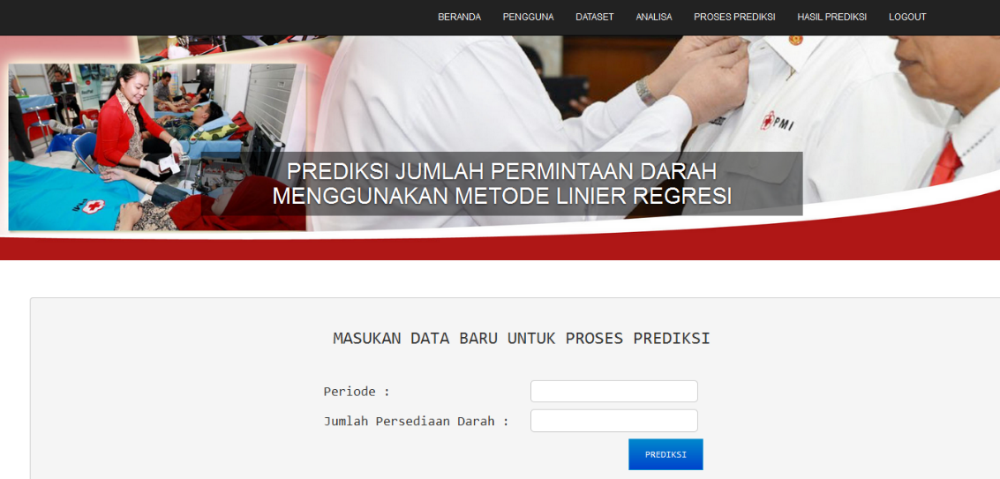 BERANDA PENGGUNA DATASET ANALISA PROSES PREDIKSI HASIL PREDIKSI LOGOUT
PMI
PREDIKSI JUMLAH PERMINTAAN DARAH
MENGGUNAKAN METODE LINIER REGRESI
MASUKAN DATA BARU UNTUK PROSES PREDIKSI
Periode :
Jumlah Persediaan Darah :
PREDIKSI